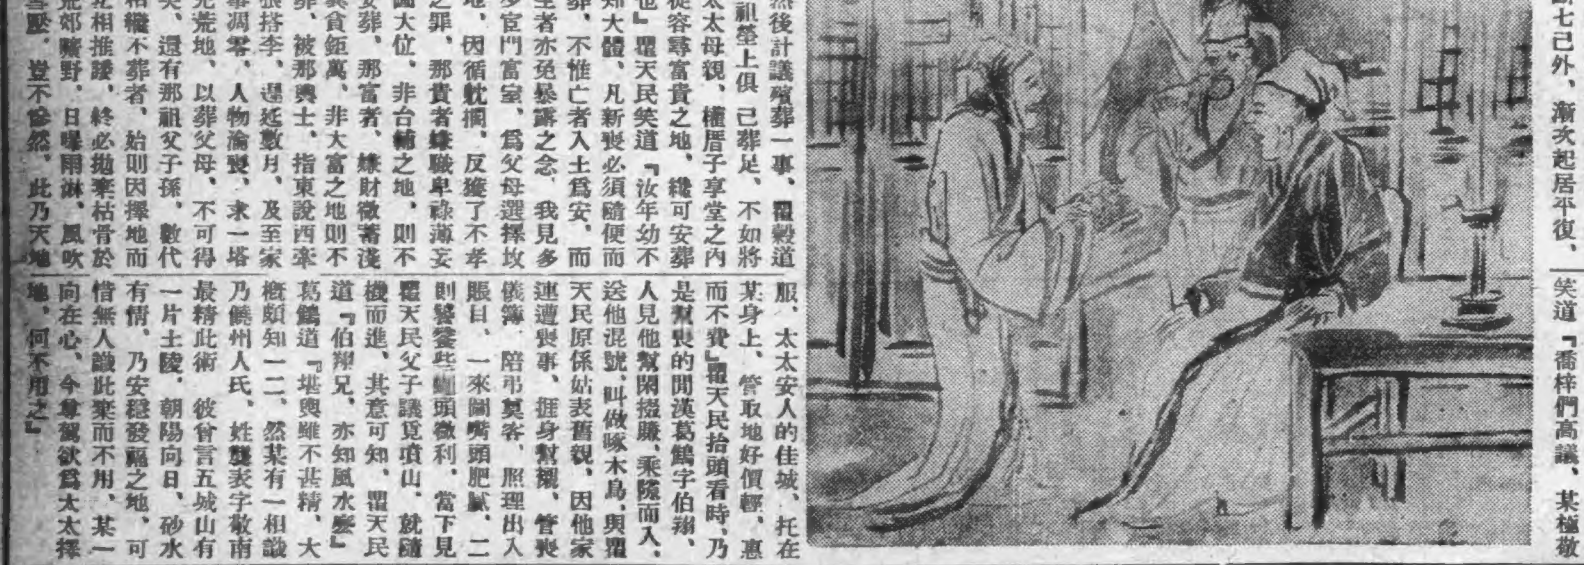 斷七已外、漸次起居平復、
然後計議殯葬一事、瞿穀道
祖塋上俱　已葬足、不如將
太太母親、權厝子享堂之內
從容尋富貴之地、纔可安葬
也』瞿天民笑道『汝年幼不
知大體、凡新喪必須隨便而
葬、不惟亡者入土爲安、而
生者亦免暴露之念、我見多
少宦門富室、爲父母選擇坟
地、因循躭擱、反獲了不孝
之罪、那貴者嫌職卑祿薄妄
圖大位、非台輔之地、則不
安葬、那富者、嫌財微蓄淺
冀貪鉅萬、非大富之地則不
葬、被那輿士、指東說西牽
張搭李、遲延數月、及至家
事凋零、人物淪喪、求一塔
兒荒地、以葬父母、不可得
矣、還有那祖父子孫、數代
相繼不葬者、始則因擇地而
互相推諉、終必拋棄枯骨於
荒郊曠野、日曝雨淋、風吹
雪壓、豈不慘然、此乃天地
笑道『喬梓們高議、某極敬
服、太太安人的佳城、托在
某身上、管取地好價輕、惠
而不費』瞿天民抬頭看時、乃
是幫喪的閒漢葛鶴字伯翔、
人見他幫閑掇賺、乘隙而入、
送他混號、叫做啄木鳥、與瞿
天民原係姑表舊親、因他家
連遭喪事、捱身幫襯、管喪
儀簿、陪弔奠客、照理出入
賬目、一來圖嘴頭肥膩、二
則饕餮些蠅頭微利、當下見
瞿天民父子議覓墳山、就隨
機而進、其意可知、瞿天民
道『伯翔兄、亦知風水麼』
葛鶴道『堪輿雖不甚精、大
槪頗知一二、然某有一相識
乃饒州人氏、姓龔表字敬南
最精此術　彼曾言五城山有
一片土陵、朝陽向日、砂水
有情、乃安穩發福之地、可
惜無人識此棄而不用、某一
向在心、今尊駕欲爲太太擇
地、何不用之』